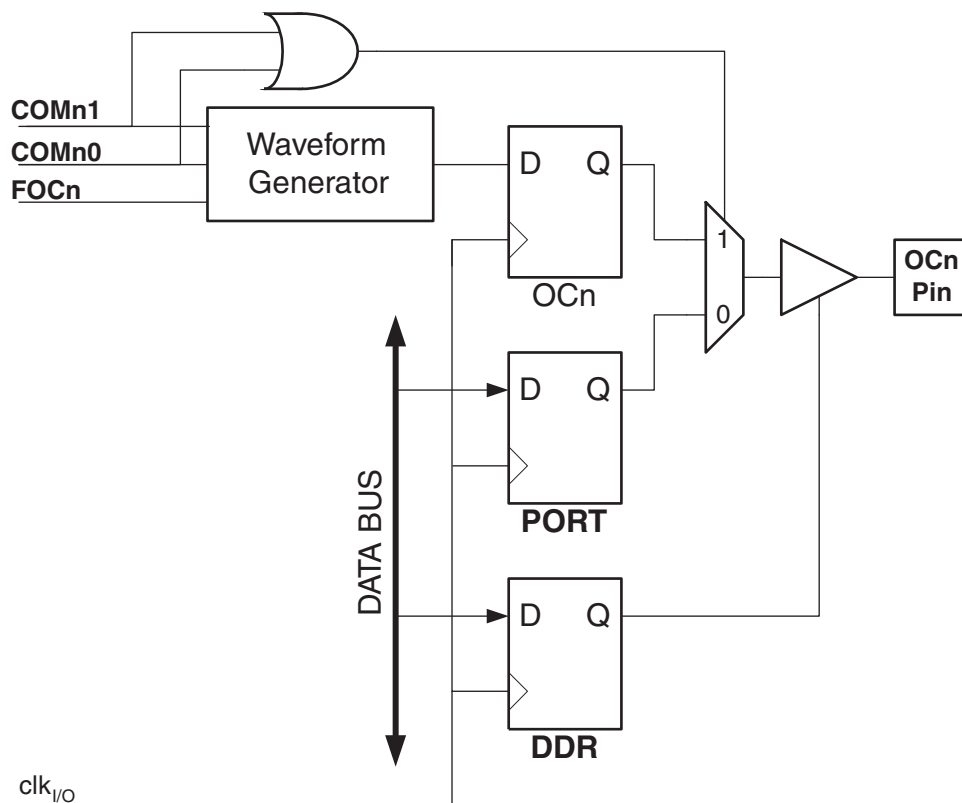 COMn1
COMn0
FOCn
Waveform
Generator
D Q
OCn
1
0
OCn
Pin
D Q
PORT
DATA BUS
D Q
DDR
clkI/O